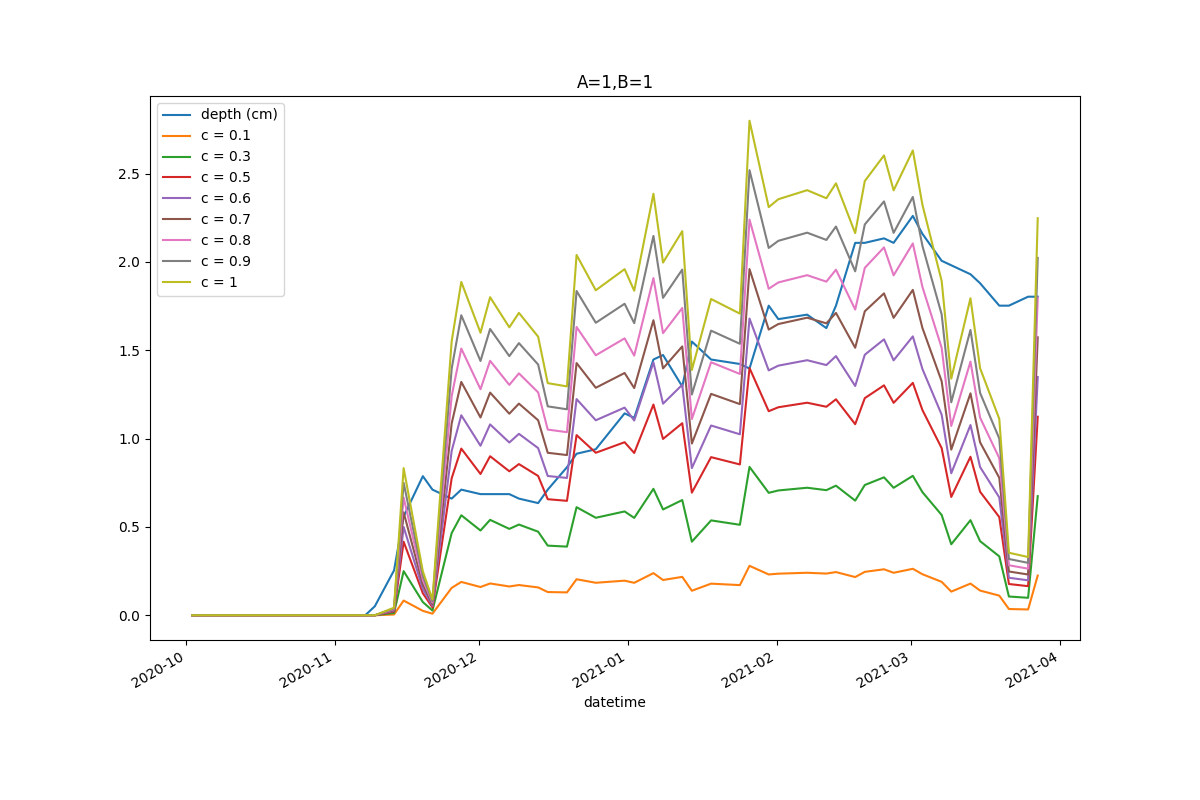 A=1,B=1
depth (cm)
c = 0.1
c = 0.3
c = 0.5
c = 0.6
c = 0.7
c = 0.8
c = 0.9
c = 1
2.5
2.0
1.5
1.0
0.5
0.0
2020-10 2020-11 2020-12 2021-01 2021-02 2021-03 2021-04
datetime